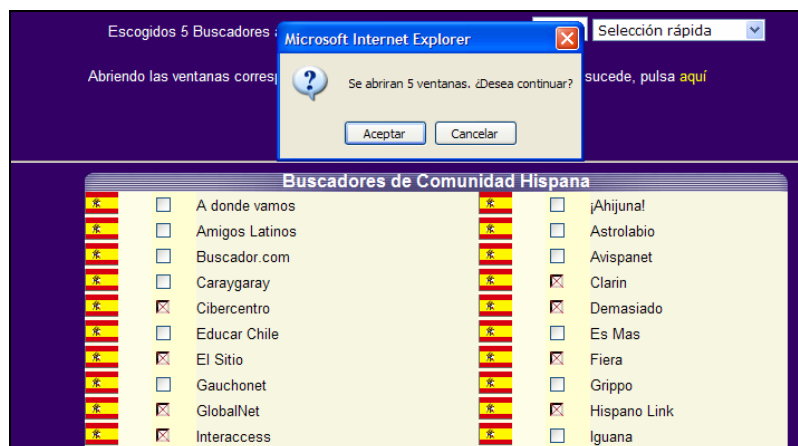 Escogidos 5 Buscadores
Selección rápida
Microsoft Internet Explorer
Se abriran 5 ventanas. ¿Desea continuar?
Aceptar Cancelar
Abriendo las ventanas sucede, pulsa aquí
Buscadores de Comunidad Hispana
A donde vamos ¡Ahijuna!
Amigos Latinos Astrolabio
Buscador.com Avispanet
Caraygaray Clarin
Cibercentro Demasiado
Educar Chile Es Mas
El Sitio Fiera
Gauchonet Grippo
GlobalNet Hispano Link
Interaccess Iguana